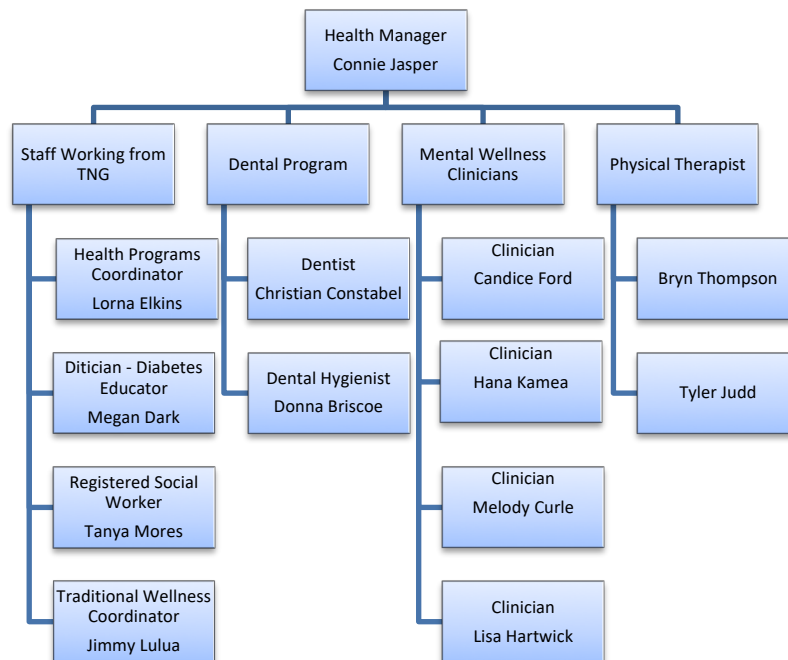 Health Manager
Connie Jasper
Staff Working from
TNG
Dental Program
Mental Wellness
Clinicians
Physical Therapist
Health Programs
Coordinator
Lorna Elkins
Ditician - Diabetes
Educator
Megan Dark
Registered Social
Worker
Tanya Mores
Traditional Wellness
Coordinator
Jimmy Lulua
Dentist
Christian Constabel
Dental Hygienist
Donna Briscoe
Clinician
Candice Ford
Clinician
Hana Kamea
Clinician
Melody Curle
Clinician
Lisa Hartwick
Bryn Thompson
Tyler Judd